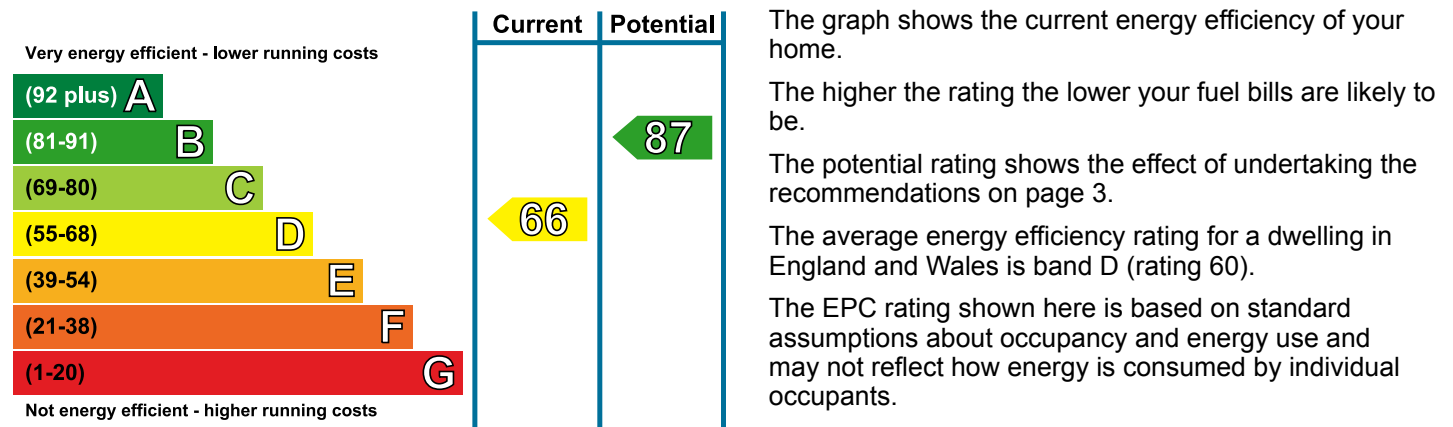 Current Potential
Very energy efficient - lower running costs
(92 plus) A
(81-91) B
87
(69-80) C
(55-68) D
66
(39-54) E
(21-38) F
(1-20) G
Not energy efficient - higher running costs
The graph shows the current energy efficiency of your
home.
The higher the rating the lower your fuel bills are likely to
be.
The potential rating shows the effect of undertaking the
recommendations on page 3.
The average energy efficiency rating for a dwelling in
England and Wales is band D (rating 60).
The EPC rating shown here is based on standard
assumptions about occupancy and energy use and
may not reflect how energy is consumed by individual
occupants.